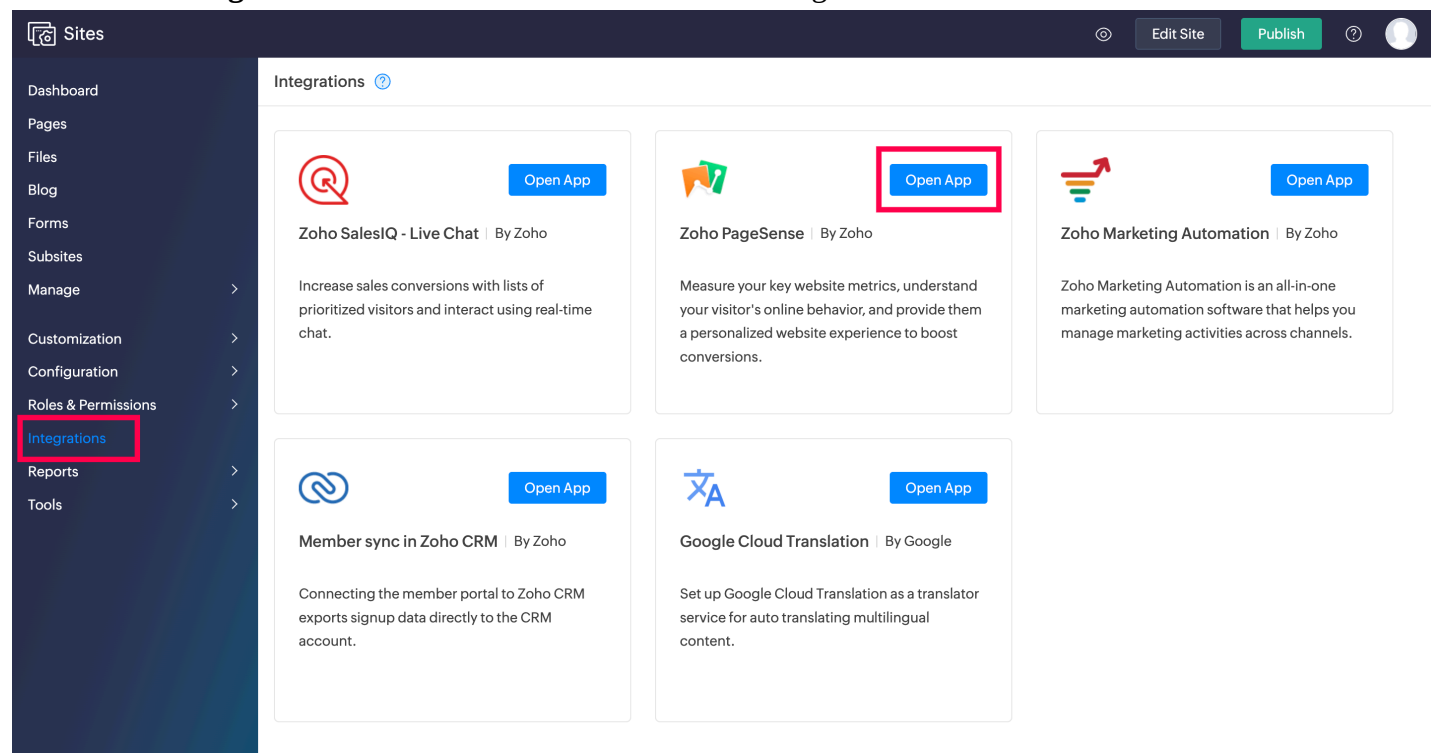 Sites
Edit Site
Publish
Dashboard
Pages
Files
Blog
Forms
Subsites
Manage
Customization
Configuration
Roles & Permissions
Integrations
Reports
Tools
Integrations ?
Open App
Zoho SalesIQ - Live Chat | By Zoho
Increase sales conversions with lists of
prioritized visitors and interact using real-time
chat.
Open App
Zoho PageSense | By Zoho
Measure your key website metrics, understand
your visitor's online behavior, and provide them
a personalized website experience to boost
conversions.
Open App
Zoho Marketing Automation | By Zoho
Zoho Marketing Automation is an all-in-one
marketing automation software that helps you
manage marketing activities across channels.
Open App
Member sync in Zoho CRM | By Zoho
Connecting the member portal to Zoho CRM
exports signup data directly to the CRM
account.
Open App
Google Cloud Translation | By Google
Set up Google Cloud Translation as a translator
service for auto translating multilingual
content.